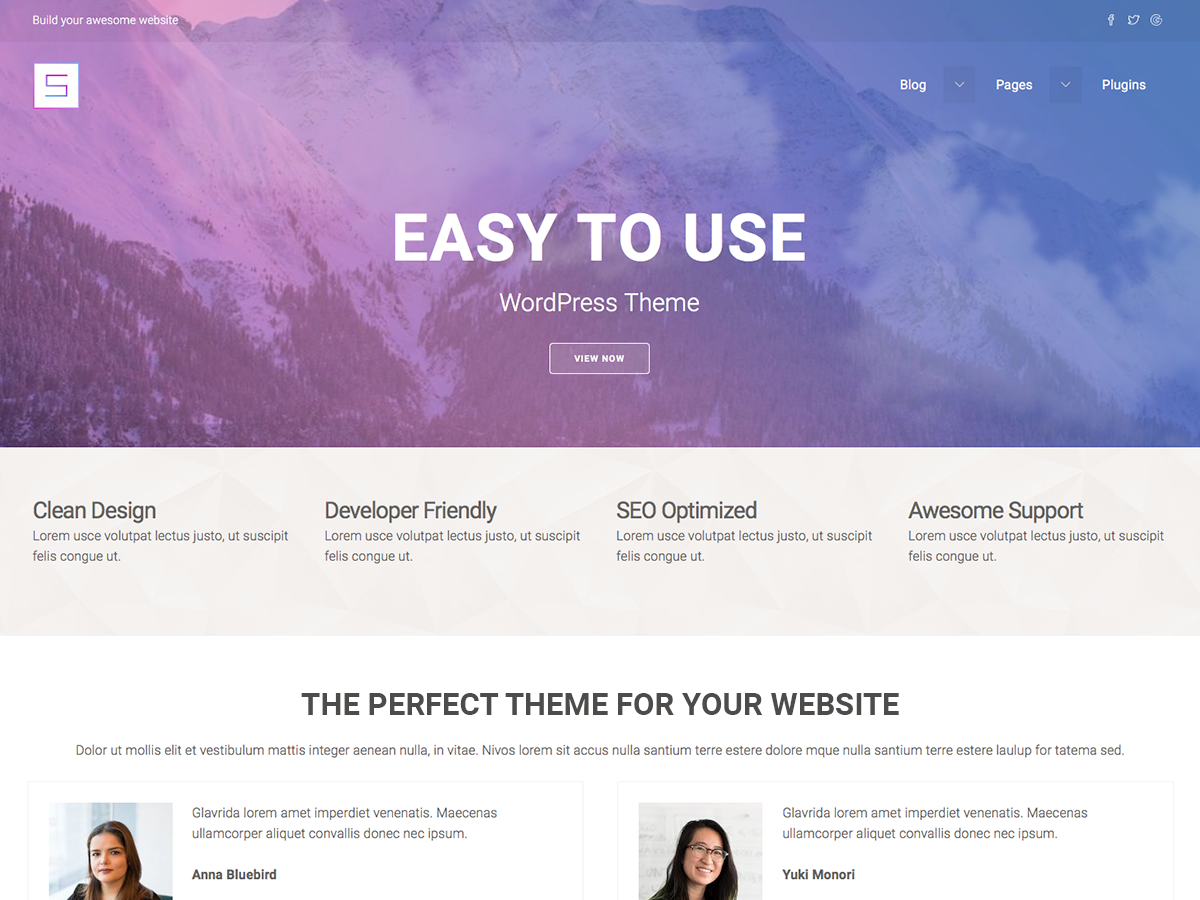 Build your awesome website
Blog
Pages
Plugins
EASY TO USE
WordPress Theme
VIEW NOW
Clean Design
Lorem usce volutpat lectus justo, ut suscipit
felis congue ut.
Developer Friendly
Lorem usce volutpat lectus justo, ut suscipit
felis congue ut.
SEO Optimized
Lorem usce volutpat lectus justo, ut suscipit
felis congue ut.
Awesome Support
Lorem usce volutpat lectus justo, ut suscipit
felis congue ut.
THE PERFECT THEME FOR YOUR WEBSITE
Dolor ut mollis elit et vestibulum mattis integer aenean nulla, in vitae. Nivos lorem sit accus nulla santium terre estere dolore mque nulla santium terre estere laulup for tatema sed.
Glavrida lorem amet imperdiet venenatis. Maecenas
ullamcorper aliquet convallis donec nec ipsum.
Anna Bluebird
Glavrida lorem amet imperdiet venenatis. Maecenas
ullamcorper aliquet convallis donec nec ipsum.
Yuki Monori